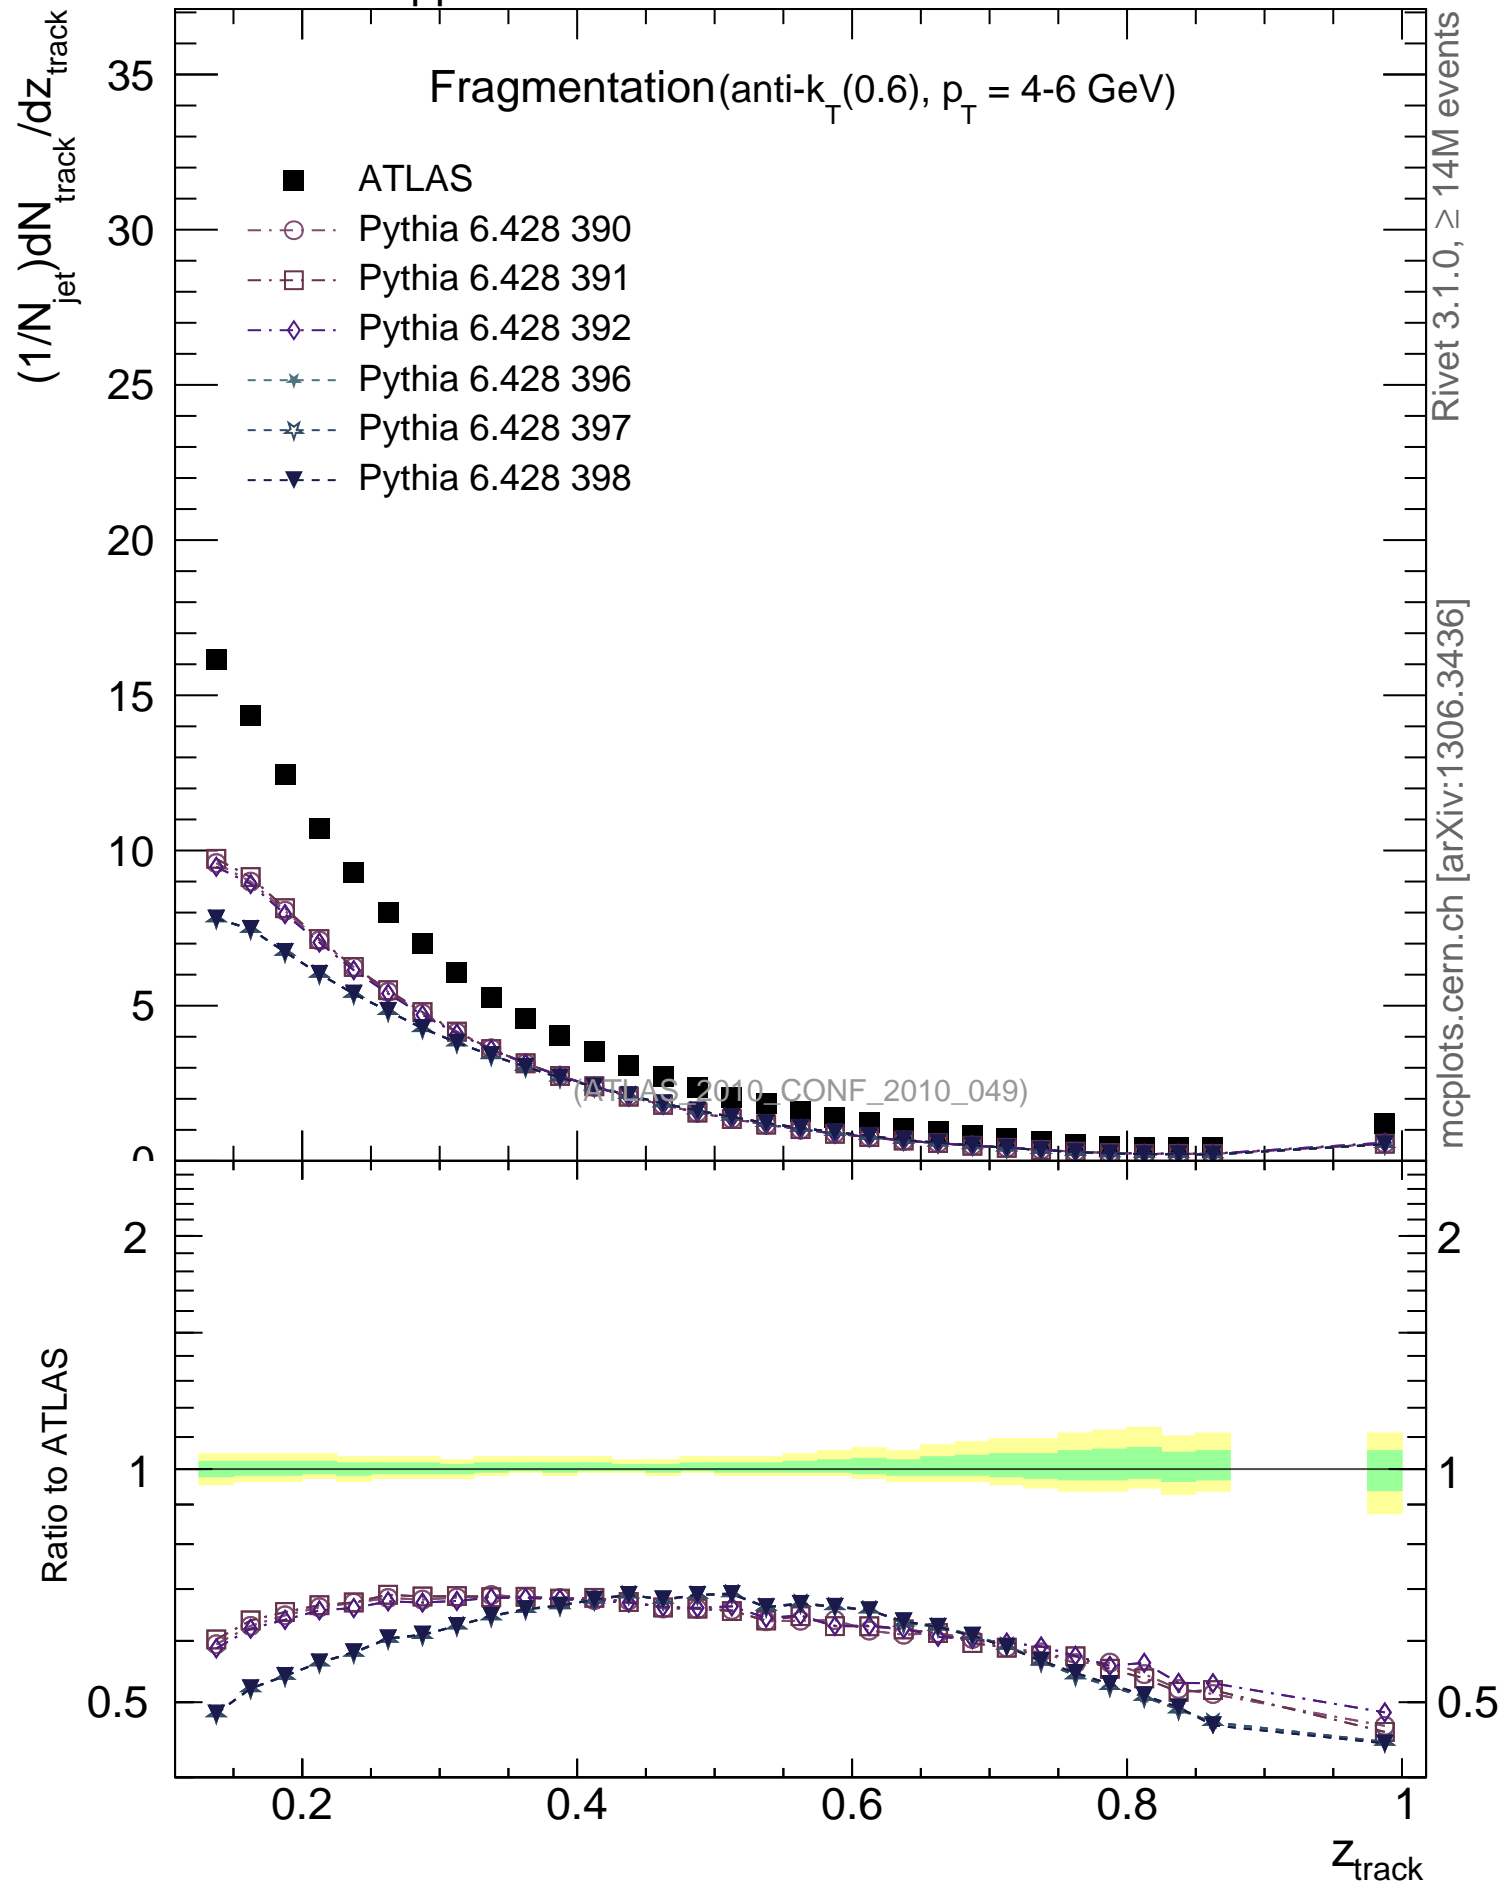 Fragmentation (anti-k_T(0.6), p_T = 4-6 GeV)
(1/N_jet)dN_track/dz_track
ATLAS
Pythia 6.428 390
Pythia 6.428 391
Pythia 6.428 392
Pythia 6.428 396
Pythia 6.428 397
Pythia 6.428 398
35
30
25
20
15
10
5
0
(ATLAS_2010_CONF_2010_049)
Rivet 3.1.0, ≥ 14M events
mcplots.cern.ch [arXiv:1306.3436]
Ratio to ATLAS
2
1
0.5
2
1
0.5
0.2
0.4
0.6
0.8
1
z_track